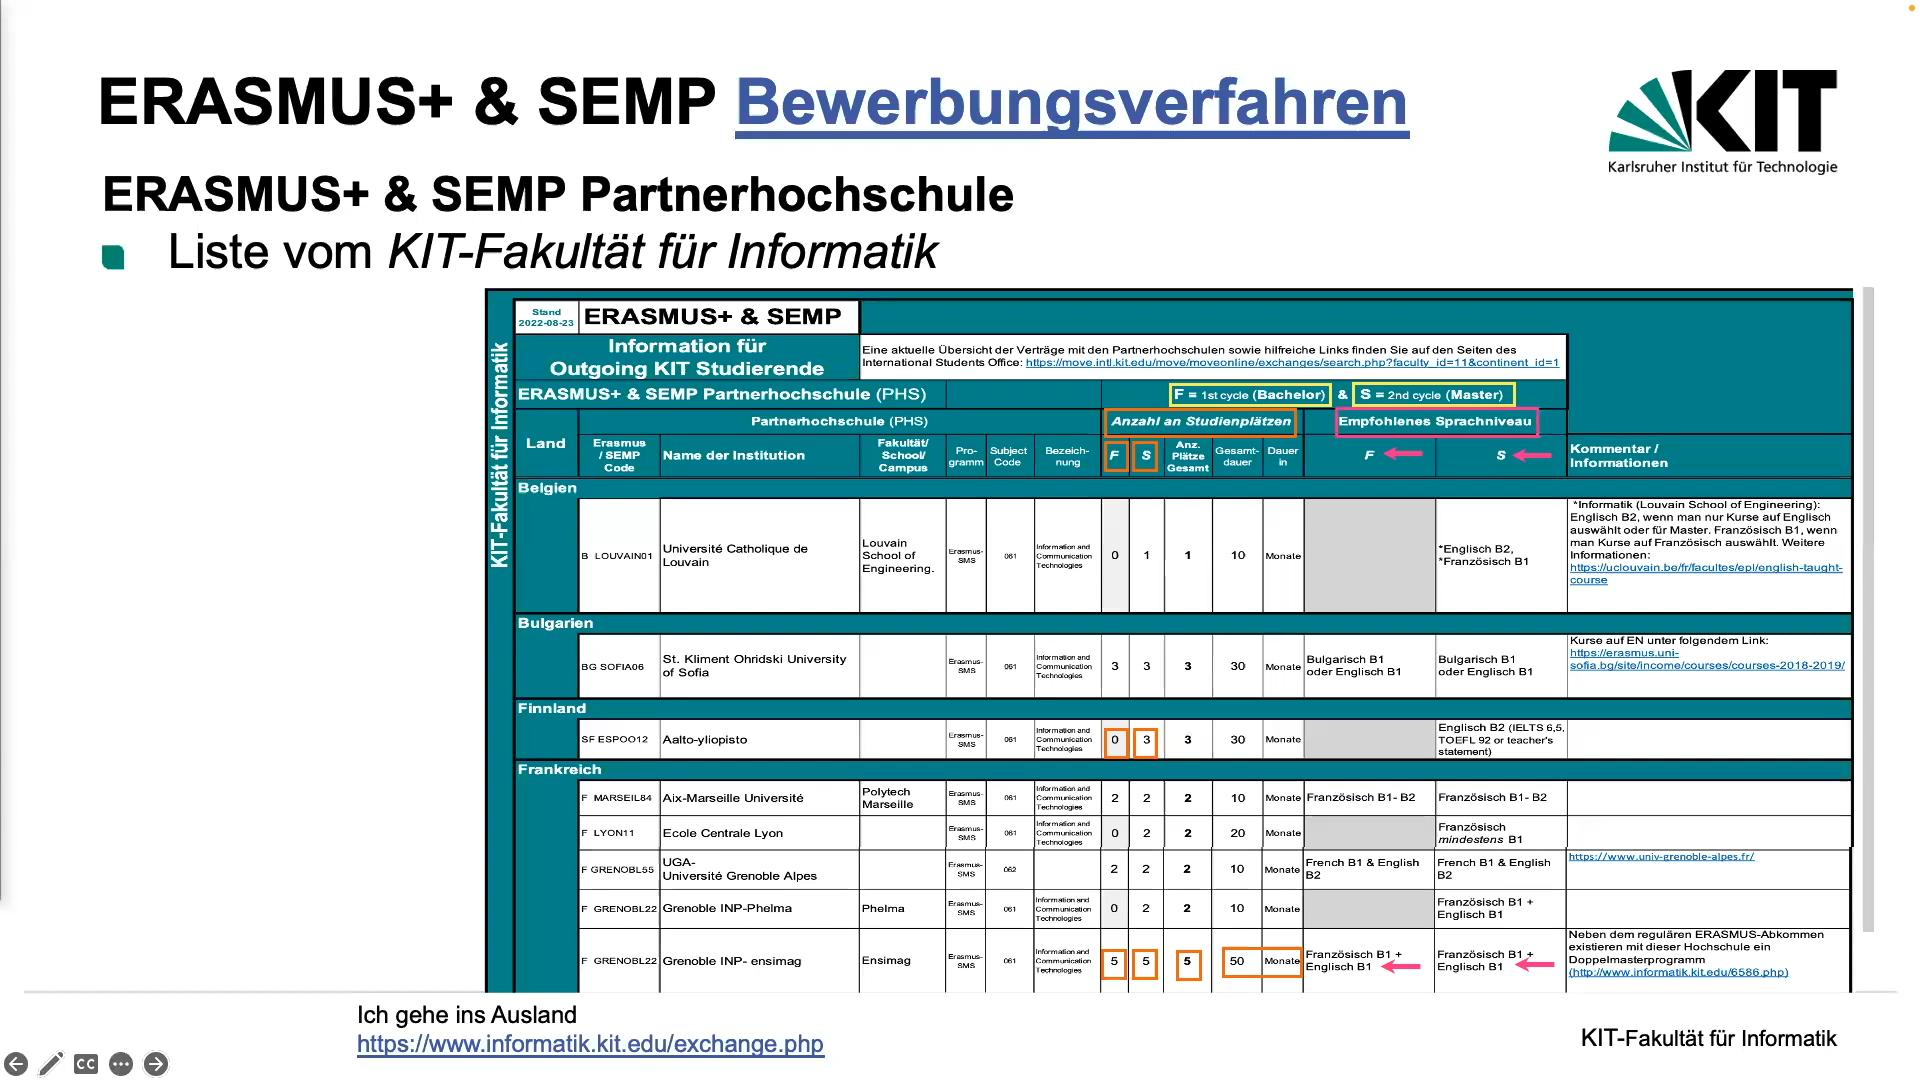 ERASMUS+ & SEMP Bewerbungsverfahren
KIT
Karlsruher Institut für Technologie
ERASMUS+ & SEMP Partnerhochschule
Liste vom KIT-Fakultät für Informatik
KIT-Fakultät für Informatik
Stand
2022-08-23
ERASMUS+ & SEMP
Information für
Outgoing KIT Studierende
Eine aktuelle Übersicht der Verträge mit den Partnerhochschulen sowie hilfreiche Links finden Sie auf den Seiten des
International Students Office: https://move.intl.kit.edu/move/moveonline/exchanges/search.php?faculty_id=11&continent_id=1
ERASMUS+ & SEMP Partnerhochschule (PHS)
F = 1st cycle (Bachelor) & S = 2nd cycle (Master)
Land
Partnerhochschule (PHS)
Anzahl an Studienplätzen
Empfohlenes Sprachniveau
Erasmus
/ SEMP
Code
Name der Institution
Fakultät/
School/
Campus
Pro-
gramm
Subject
Code
Bezeich-
nung
F
S
Anz.
Plätze
Gesamt
Gesamt-
dauer
Dauer
in
F
S
Kommentar /
Informationen
Belgien
B LOUVAIN01
Université Catholique de
Louvain
Louvain
School of
Engineering.
Erasmus-
SMS
061
Information and
Communication
Technologies
0
1
1
10
Monate
*Englisch B2,
*Französisch B1
*Informatik (Louvain School of Engineering):
Englisch B2, wenn man nur Kurse auf Englisch
auswählt oder für Master. Französisch B1, wenn
man Kurse auf Französisch auswählt. Weitere
Informationen:
https://uclouvain.be/fr/facultes/epl/english-taught-
course
Bulgarien
BG SOFIA06
St. Kliment Ohridski University
of Sofia
Erasmus-
SMS
061
Information and
Communication
Technologies
3
3
3
30
Monate
Bulgarisch B1
oder Englisch B1
Bulgarisch B1
oder Englisch B1
Kurse auf EN unter folgendem Link:
https://erasmus.uni-
sofia.bg/site/income/courses/courses-2018-2019/
Finnland
SF ESPOO12
Aalto-yliopisto
Erasmus-
SMS
061
Information and
Communication
Technologies
0
3
3
30
Monate
Englisch B2 (IELTS 6,5,
TOEFL 92 or teacher's
statement)
Frankreich
F MARSEIL84
Aix-Marseille Université
Polytech
Marseille
Erasmus-
SMS
061
Information and
Communication
Technologies
2
2
2
10
Monate
Französisch B1- B2
Französisch B1- B2
F LYON11
Ecole Centrale Lyon
Erasmus-
SMS
061
Information and
Communication
Technologies
0
2
2
20
Monate
Französisch
mindestens B1
F GRENOBL55
UGA-
Université Grenoble Alpes
Erasmus-
SMS
062
2
2
2
10
Monate
French B1 & English
B2
French B1 & English
B2
https://www.univ-grenoble-alpes.fr/
F GRENOBL22
Grenoble INP-Phelma
Phelma
Erasmus-
SMS
061
Information and
Communication
Technologies
0
2
2
10
Monate
Französisch B1 +
Englisch B1
F GRENOBL22
Grenoble INP- ensimag
Ensimag
Erasmus-
SMS
061
Information and
Communication
Technologies
5
5
5
50
Monate
Französisch B1 +
Englisch B1
Französisch B1 +
Englisch B1
Neben dem regulären ERASMUS-Abkommen
existieren mit dieser Hochschule ein
Doppelmasterprogramm
(http://www.informatik.kit.edu/6586.php)
Ich gehe ins Ausland
https://www.informatik.kit.edu/exchange.php
KIT-Fakultät für Informatik
CC